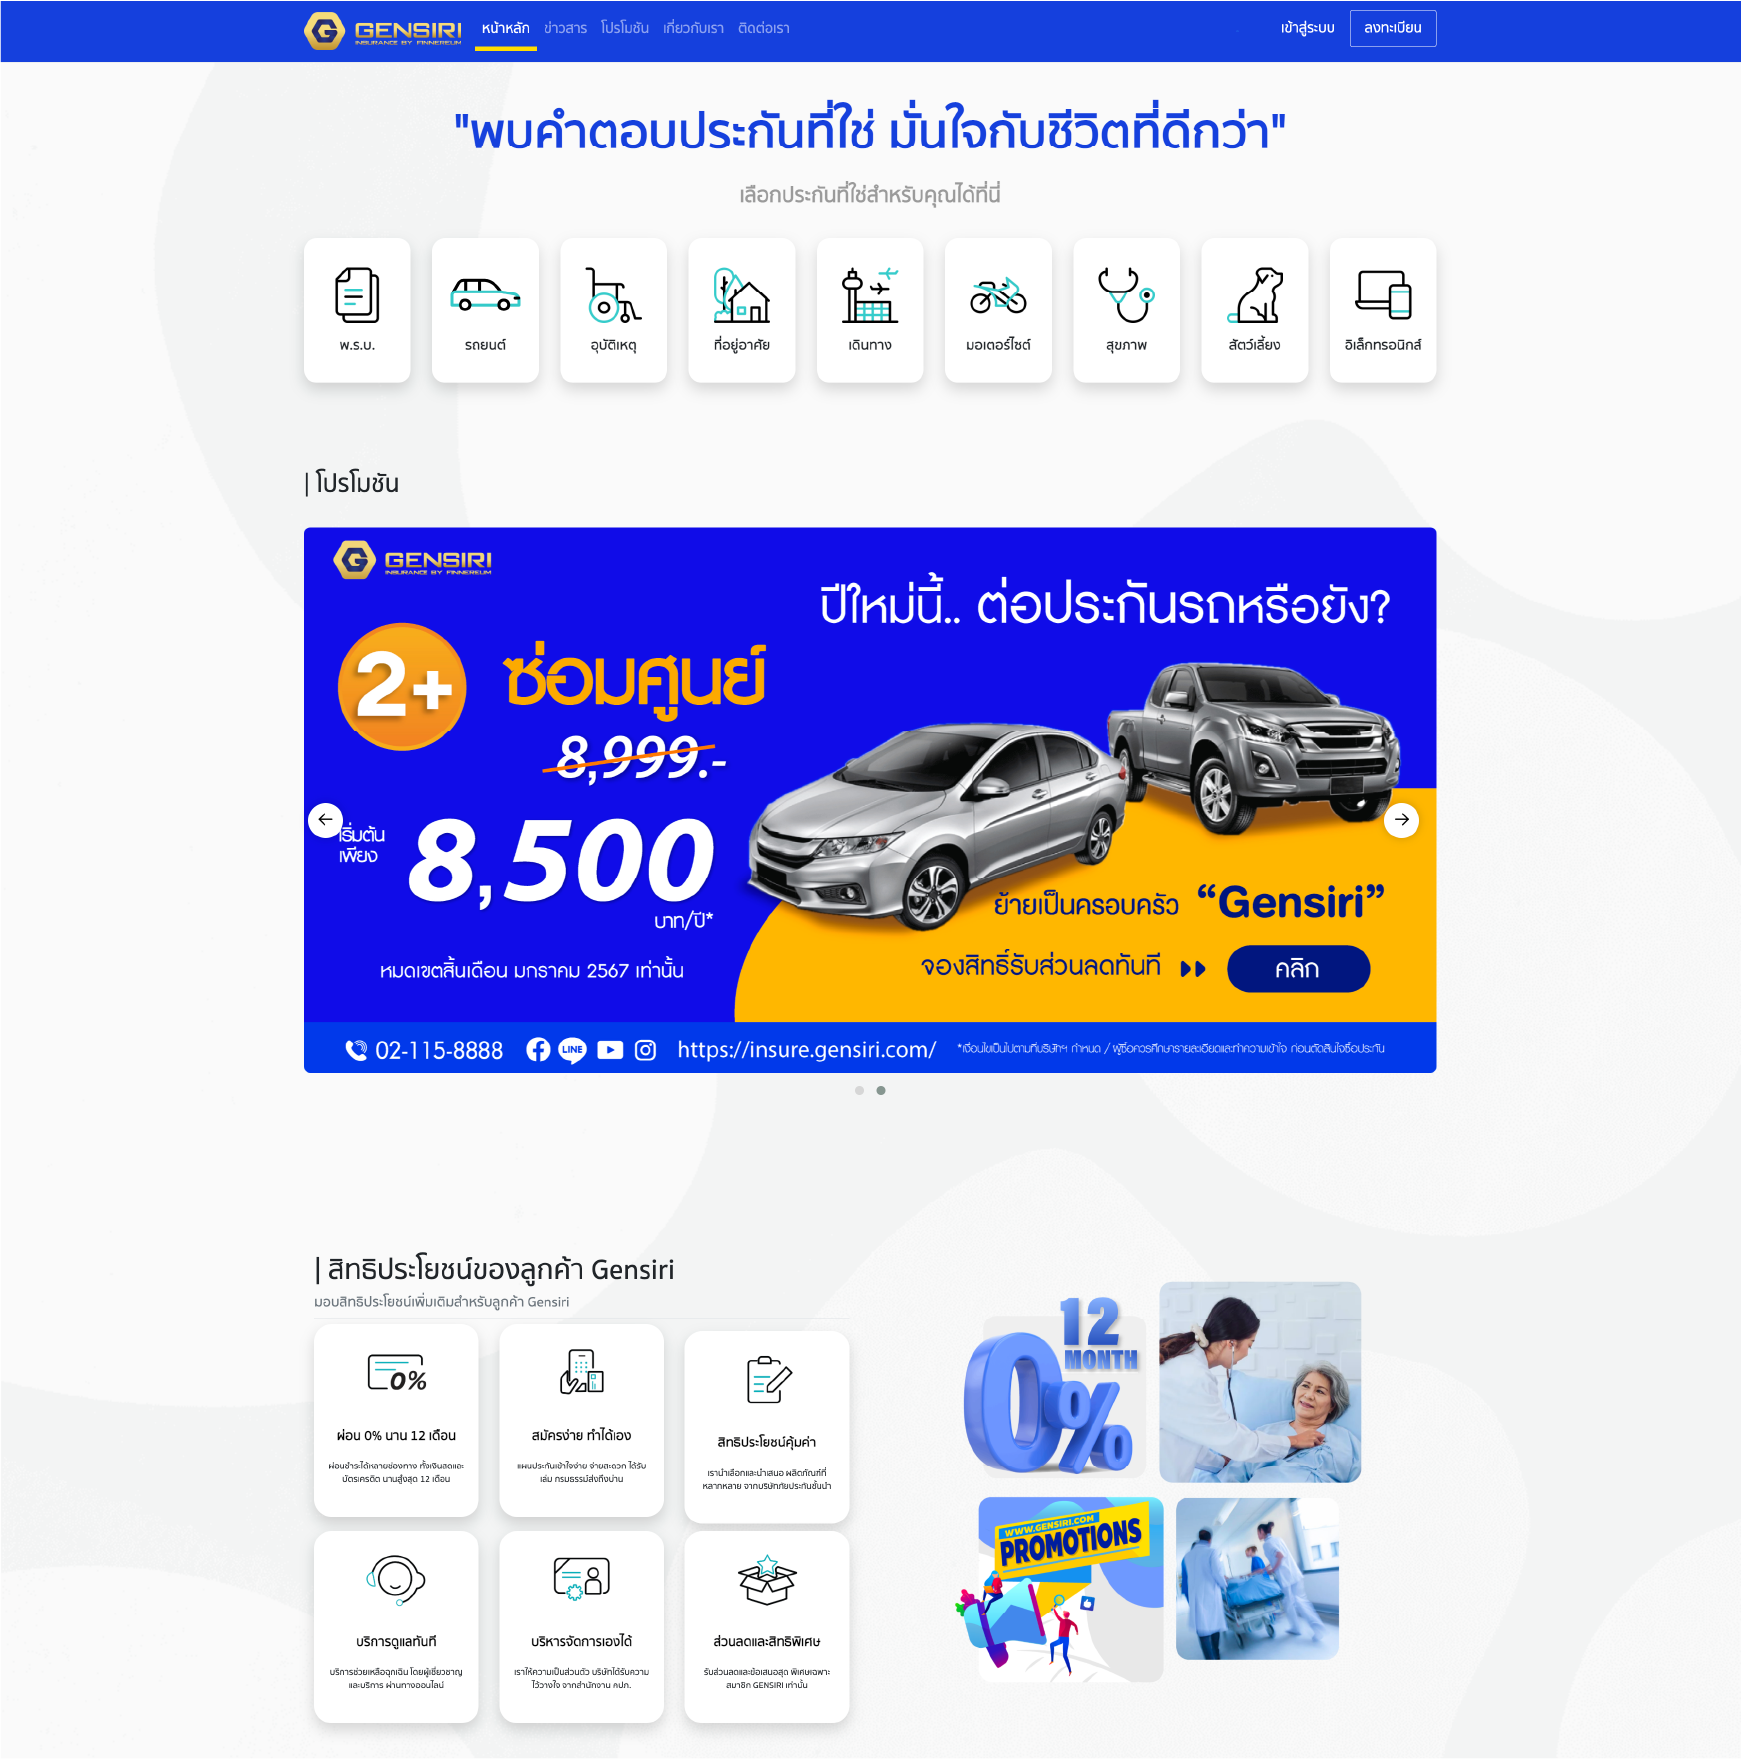 GENSIRI
INSURANCE BY FINNEREUM
หน้าหลัก ข่าวสาร โปรโมชัน เกี่ยวกับเรา ติดต่อเรา
เข้าสู่ระบบ ลงทะเบียน
"พบคำตอบประกันที่ใช่ มั่นใจกับชีวิตที่ดีกว่า"
เลือกประกันที่ใช่สำหรับคุณได้ที่นี่
พ.ร.บ. รถยนต์ อุบัติเหตุ ที่อยู่อาศัย เดินทาง มอเตอร์ไซต์ สุขภาพ สัตว์เลี้ยง อิเล็กทรอนิกส์
| โปรโมชัน
GENSIRI
INSURANCE BY FINNEREUM
ปีใหม่นี้.. ต่อประกันรถหรือยัง?
2+ ซ่อมศูนย์
8,999.-
เริ่มต้น
เพียง
8,500
บาท/ปี*
หมดเขตสิ้นเดือน มกราคม 2567 เท่านั้น
ย้ายเป็นครอบครัว “Gensiri”
จองสิทธิ์รับส่วนลดทันที คลิก
02-115-8888 LINE https://insure.gensiri.com/ *เงื่อนไขเป็นไปตามที่บริษัทฯ กำหนด / ผู้ซื้อควรศึกษารายละเอียดและทำความเข้าใจ ก่อนตัดสินใจซื้อประกัน
| สิทธิประโยชน์ของลูกค้า Gensiri
มอบสิทธิประโยชน์เพิ่มเติมสำหรับลูกค้า Gensiri
0%
ผ่อน 0% นาน 12 เดือน
ผ่อนชำระได้หลายช่องทาง ทั้งเงินสดและ
บัตรเครดิต นานสูงสุด 12 เดือน
สมัครง่าย ทำได้เอง
แผนประกันเข้าใจง่าย จ่ายสะดวก ได้รับ
เล่ม กรมธรรม์ส่งถึงบ้าน
สิทธิประโยชน์คุ้มค่า
เรานำเลือกและนำเสนอ ผลิตภัณฑ์ที่
หลากหลาย จากบริษัทภัยประกันชั้นนำ
บริการดูแลทันที
บริการช่วยเหลือฉุกเฉิน โดยผู้เชี่ยวชาญ
และบริการ ผ่านทางออนไลน์
บริหารจัดการเองได้
เราให้ความเป็นส่วนตัว บริษัทได้รับความ
ไว้วางใจ จากสำนักงาน คปภ.
ส่วนลดและสิทธิพิเศษ
รับส่วนลดและข้อเสนอสุด พิเศษเฉพาะ
สมาชิก GENSIRI เท่านั้น
12
MONTH
0%
WWW.GENSIRI.COM
PROMOTIONS